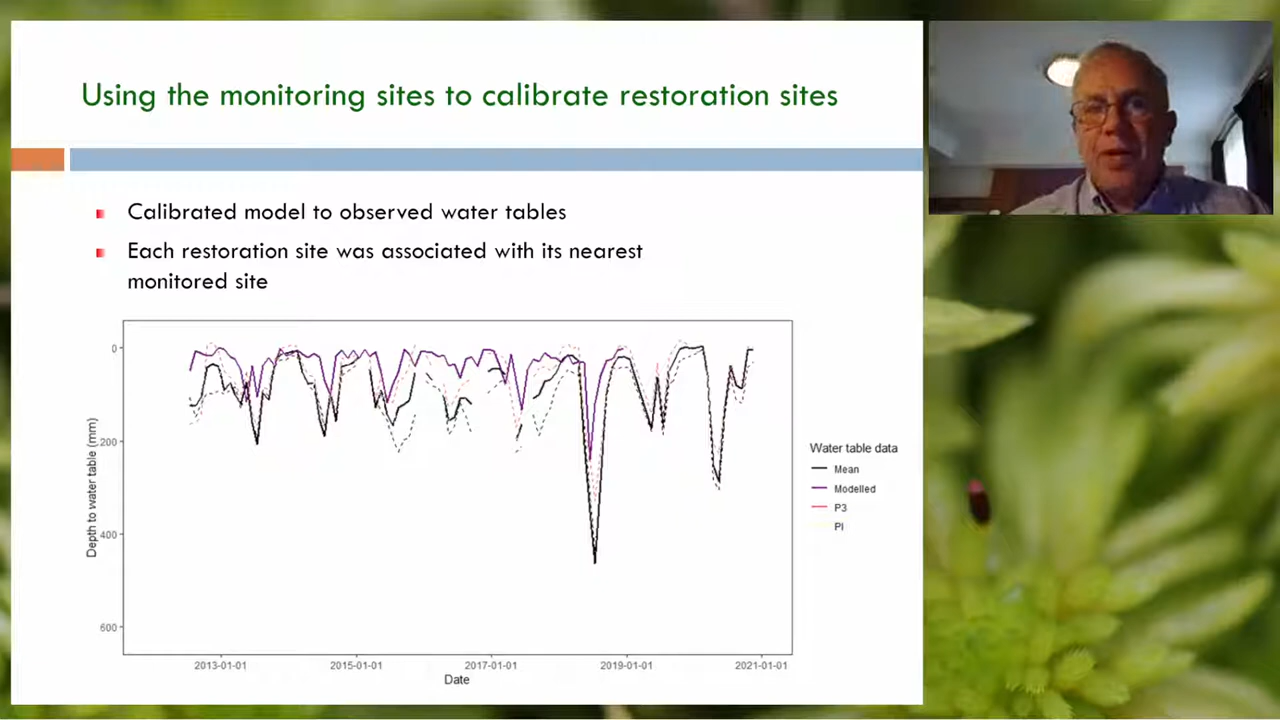 Using the monitoring sites to calibrate restoration sites
Calibrated model to observed water tables
Each restoration site was associated with its nearest
monitored site
0
200
400
600
Depth to water table (mm)
2013-01-01
2015-01-01
2017-01-01
2019-01-01
2021-01-01
Date
Water table data
Mean
Modelled
P3
PI